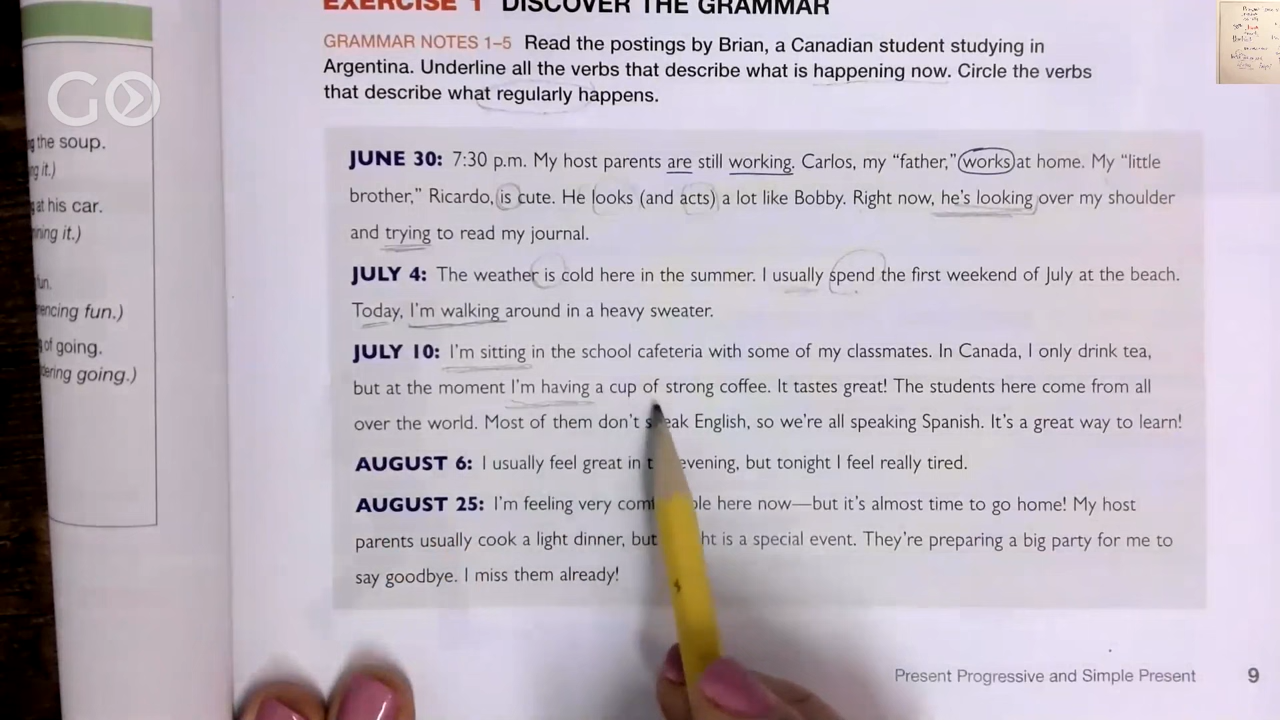 EXERCISE 1 DISCOVER THE GRAMMAR
GRAMMAR NOTES 1–5 Read the postings by Brian, a Canadian student studying in
Argentina. Underline all the verbs that describe what is happening now. Circle the verbs
that describe what regularly happens.
GO
the soup.
it.)
at his car.
it.)
fun.
fun.)
of going.
going.)
JUNE 30: 7:30 p.m. My host parents are still working. Carlos, my “father,” works at home. My “little
brother,” Ricardo, is cute. He looks (and acts) a lot like Bobby. Right now, he’s looking over my shoulder
and trying to read my journal.
JULY 4: The weather is cold here in the summer. I usually spend the first weekend of July at the beach.
Today, I’m walking around in a heavy sweater.
JULY 10: I’m sitting in the school cafeteria with some of my classmates. In Canada, I only drink tea,
but at the moment I’m having a cup of strong coffee. It tastes great! The students here come from all
over the world. Most of them don’t speak English, so we’re all speaking Spanish. It’s a great way to learn!
AUGUST 6: I usually feel great in evening, but tonight I feel really tired.
AUGUST 25: I’m feeling very here now—but it’s almost time to go home! My host
parents usually cook a light dinner, but is a special event. They’re preparing a big party for me to
say goodbye. I miss them already!
Present Progressive and Simple Present 9